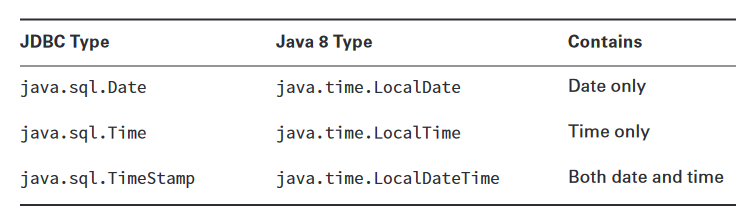 JDBC Type Java 8 Type Contains
java.sql.Date java.time.LocalDate Date only
java.sql.Time java.time.LocalTime Time only
java.sql.TimeStamp java.time.LocalDateTime Both date and time